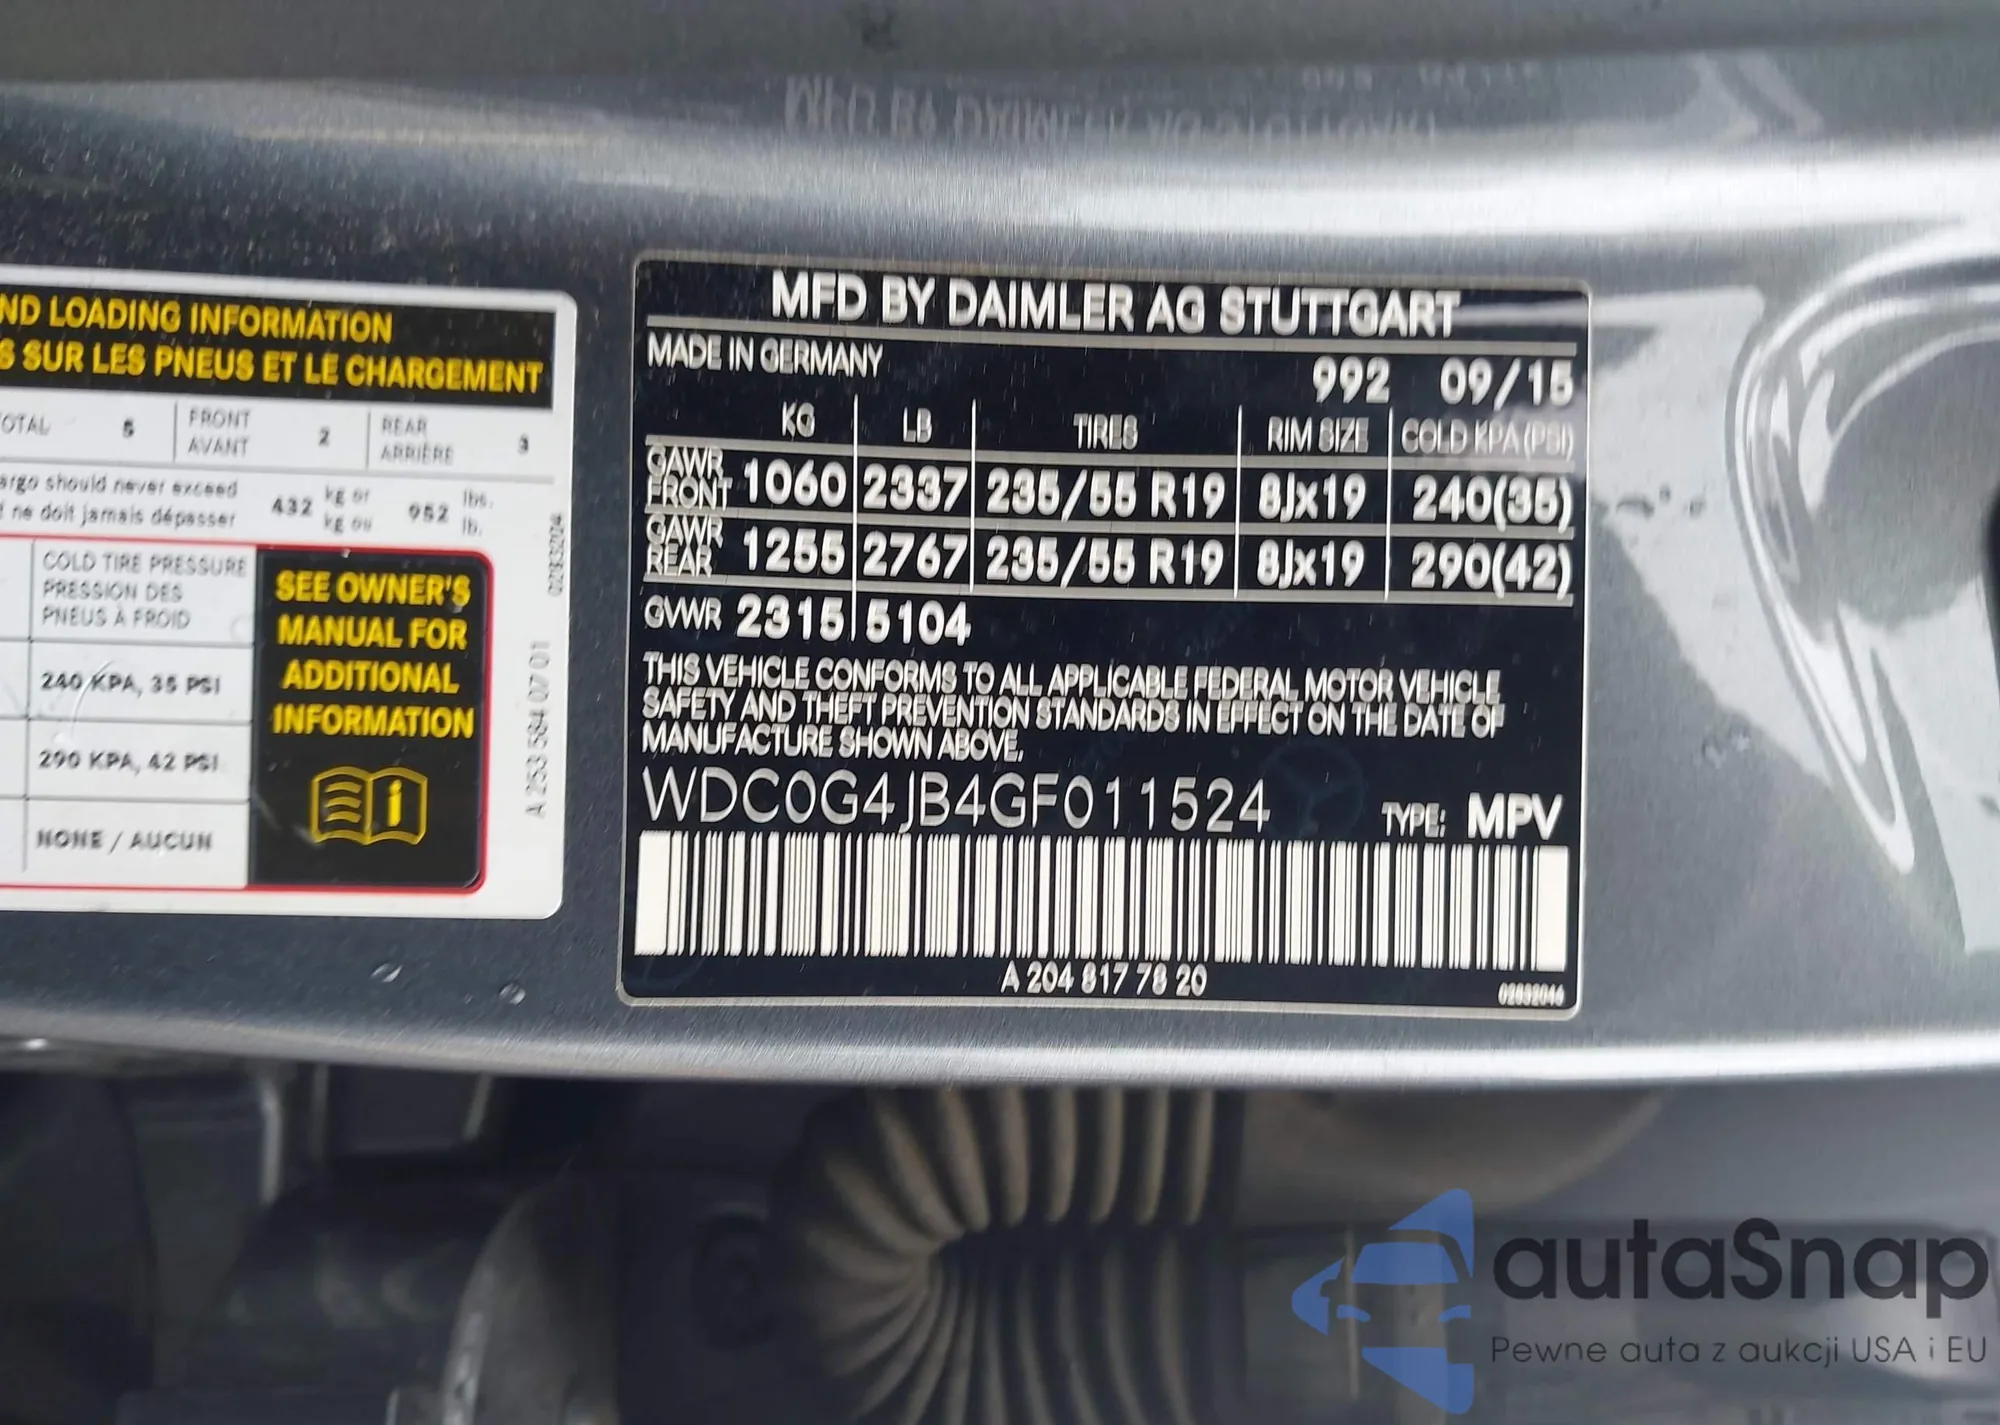 ND LOADING INFORMATION
S SUR LES PNEUS ET LE CHARGEMENT
OTAL 5 FRONT AVANT 2 REAR ARRIÈRE 3
argo should never exceed
ne doit jamais dépasser
432 kg or kg ou 952 lbs. lb.
COLD TIRE PRESSURE
PRESSION DES
PNEUS À FROID
240 KPA, 35 PSI
290 KPA, 42 PSI
NONE / AUCUN
SEE OWNER'S
MANUAL FOR
ADDITIONAL
INFORMATION
A 253 584 07 01
MFD BY DAIMLER AG STUTTGART
MADE IN GERMANY 992 09/15
KG LB TIRES RIM SIZE COLD KPA(PSI)
GAWR FRONT 1060 2337 235/55 R19 8Jx19 240(35)
GAWR REAR 1255 2767 235/55 R19 8Jx19 290(42)
GVWR 2315 5104
THIS VEHICLE CONFORMS TO ALL APPLICABLE FEDERAL MOTOR VEHICLE
SAFETY AND THEFT PREVENTION STANDARDS IN EFFECT ON THE DATE OF
MANUFACTURE SHOWN ABOVE.
WDC0G4JB4GF011524 TYPE: MPV
A 204 817 78 20
autaSnap
Pewne auta z aukcji USA i EU